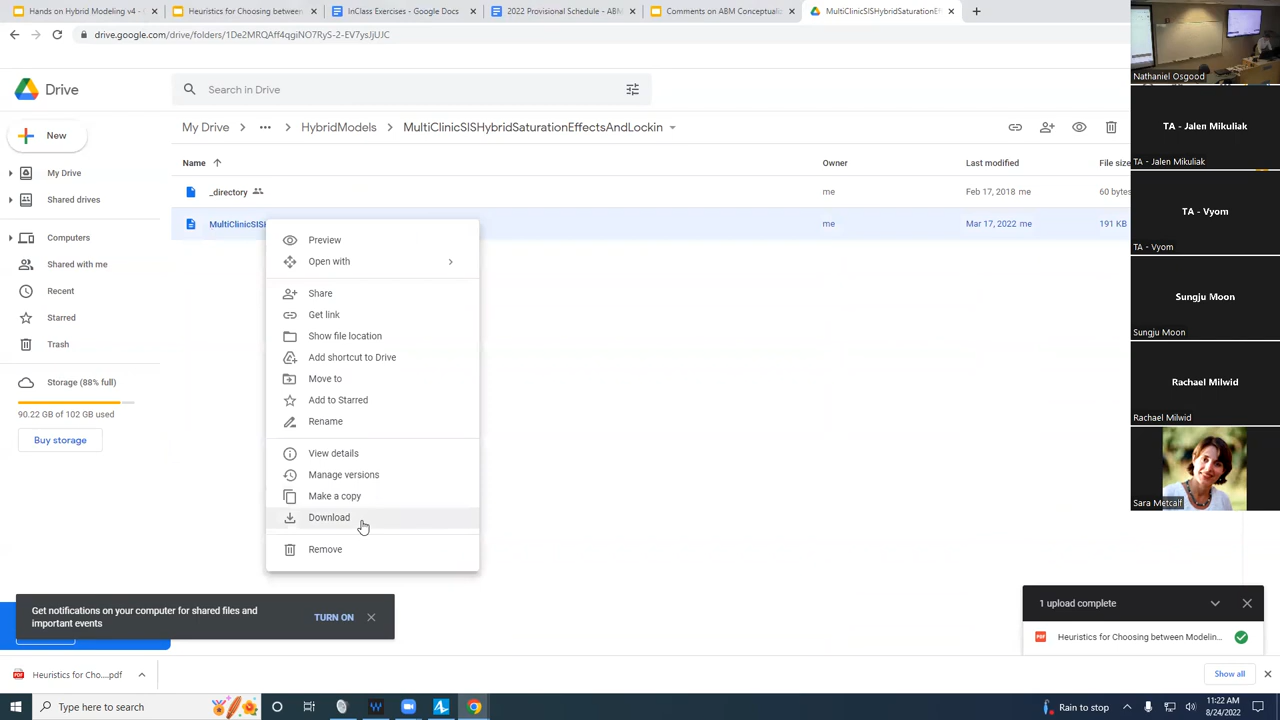 Hands on Hybrid Modeling v4 -
Heuristics for Choosing between
InClass Exercises - Google Docs
2022 Provisional Schedule - ABM
Comments on ABM Conceptualiz
MultiClinicSISHybridSaturationEff
drive.google.com/drive/folders/1De2MRQAff4qgiNO7RyS-2-EV7ysJjUJC
Drive
Search in Drive
My Drive
HybridModels
MultiClinicSISHybridSaturationEffectsAndLockin
New
My Drive
Shared drives
Computers
Shared with me
Recent
Starred
Trash
Storage (88% full)
90.22 GB of 102 GB used
Buy storage
Name
Owner
Last modified
File size
_directory
me
Feb 17, 2018 me
60 bytes
MultiClinicSISH
me
Mar 17, 2022 me
191 KB
Preview
Open with
Share
Get link
Show file location
Add shortcut to Drive
Move to
Add to Starred
Rename
View details
Manage versions
Make a copy
Download
Remove
Get notifications on your computer for shared files and
important events
TURN ON
1 upload complete
PDF
Heuristics for Choosing between Modelin...
Nathaniel Osgood
TA - Jalen Mikuliak
TA - Jalen Mikuliak
TA - Vyom
TA - Vyom
Sungju Moon
Sungju Moon
Rachael Milwid
Rachael Milwid
Sara Metcalf
PDF
Heuristics for Cho....pdf
Show all
Type here to search
Rain to stop
11:22 AM
8/24/2022